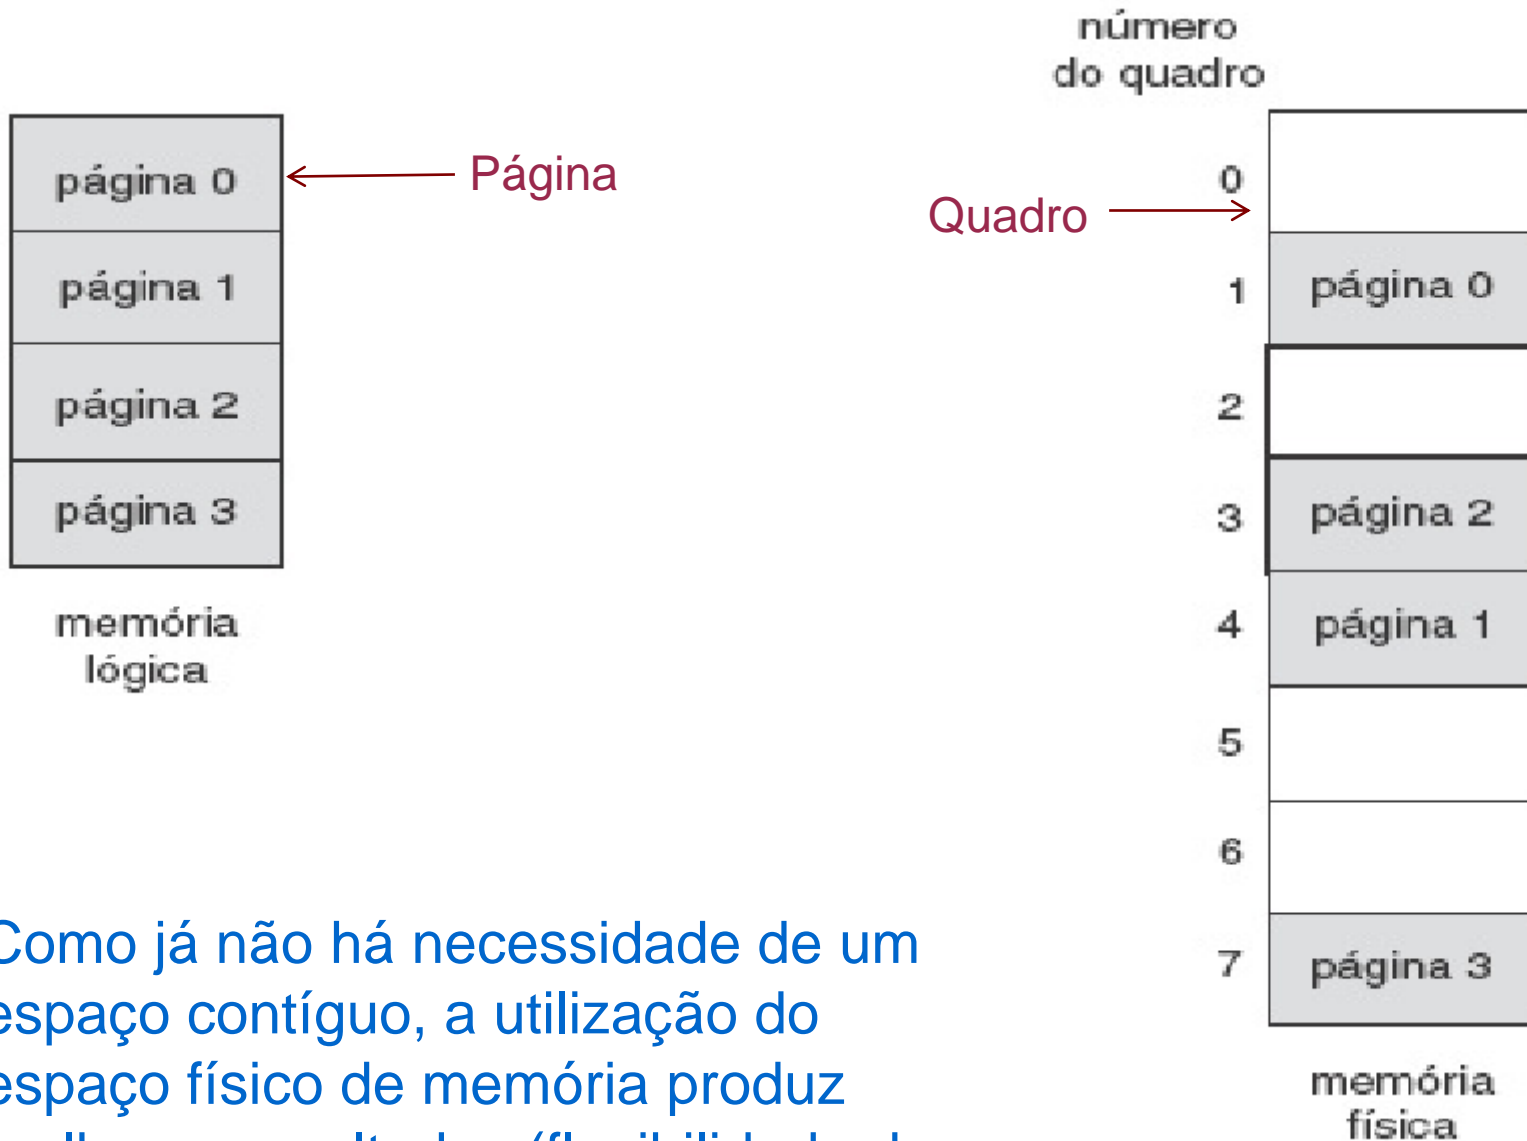 página 0
página 1
página 2
página 3
memória
lógica
Página
número
do quadro
Quadro
0
1 página 0
2
3 página 2
4 página 1
5
6
7 página 3
memória
física
Como já não há necessidade de um
espaço contíguo, a utilização do
espaço físico de memória produz